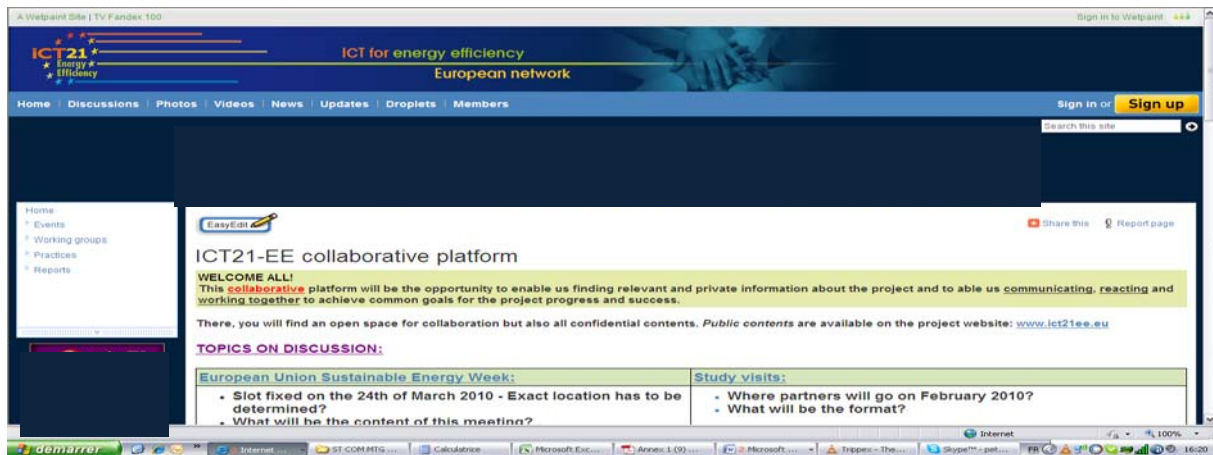 A Wetpaint Site | TV Fandex 100
Sign in to Wetpaint
ICT21
Energy
Efficiency
ICT for energy efficiency
European network
Home | Discussions | Photos | Videos | News | Updates | Droplets | Members
Sign in or Sign up
Search this site
Home
Events
Working groups
Practices
Reports
EasyEdit
Share this
Report page
ICT21-EE collaborative platform
WELCOME ALL!
This collaborative platform will be the opportunity to enable us finding relevant and private information about the project and to able us communicating, reacting and
working together to achieve common goals for the project progress and success.
There, you will find an open space for collaboration but also all confidential contents. Public contents are available on the project website: www.ict21ee.eu
TOPICS ON DISCUSSION:
European Union Sustainable Energy Week:
• Slot fixed on the 24th of March 2010 - Exact location has to be
determined?
• What will be the content of this meeting?
Study visits:
• Where partners will go on February 2010?
• What will be the format?
Internet
100%
démarrer
Internet ...
ST COM MTG ...
Calculatrice
Microsoft Exc...
Annex 1 (9) ...
2 Microsoft ...
Trippex - The...
Skype™ - pet...
FR
16:20